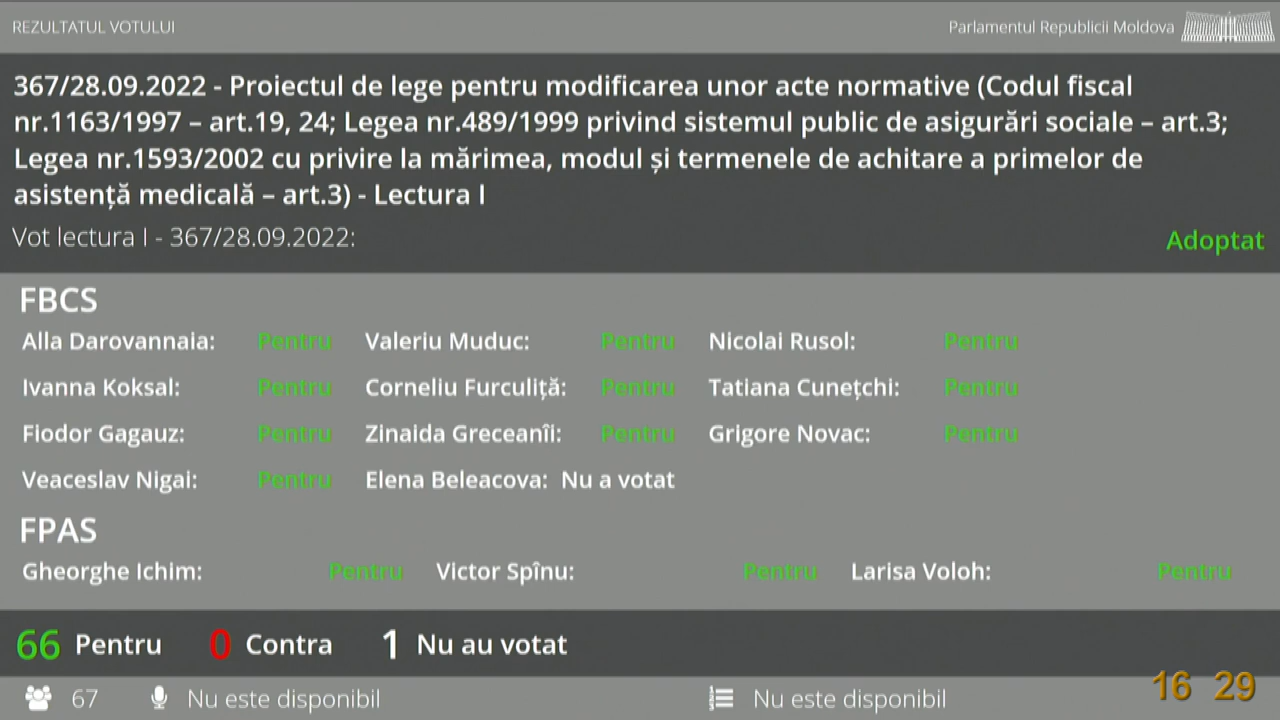 REZULTATUL VOTULUI
Parlamentul Republicii Moldova
367/28.09.2022 - Proiectul de lege pentru modificarea unor acte normative (Codul fiscal
nr.1163/1997 – art.19, 24; Legea nr.489/1999 privind sistemul public de asigurări sociale – art.3;
Legea nr.1593/2002 cu privire la mărimea, modul și termenele de achitare a primelor de
asistență medicală – art.3) - Lectura I
Vot lectura I - 367/28.09.2022:
Adoptat
FBCS
Alla Darovannaia: Pentru Valeriu Muduc: Pentru Nicolai Rusol: Pentru
Ivanna Koksal: Pentru Corneliu Furculiță: Pentru Tatiana Cunețchi: Pentru
Fiodor Gagauz: Pentru Zinaida Greceanîi: Pentru Grigore Novac: Pentru
Veaceslav Nigai: Pentru Elena Beleacova: Nu a votat
FPAS
Gheorghe Ichim: Pentru Victor Spînu: Pentru Larisa Voloh: Pentru
66 Pentru 0 Contra 1 Nu au votat
67 Nu este disponibil Nu este disponibil
16 29